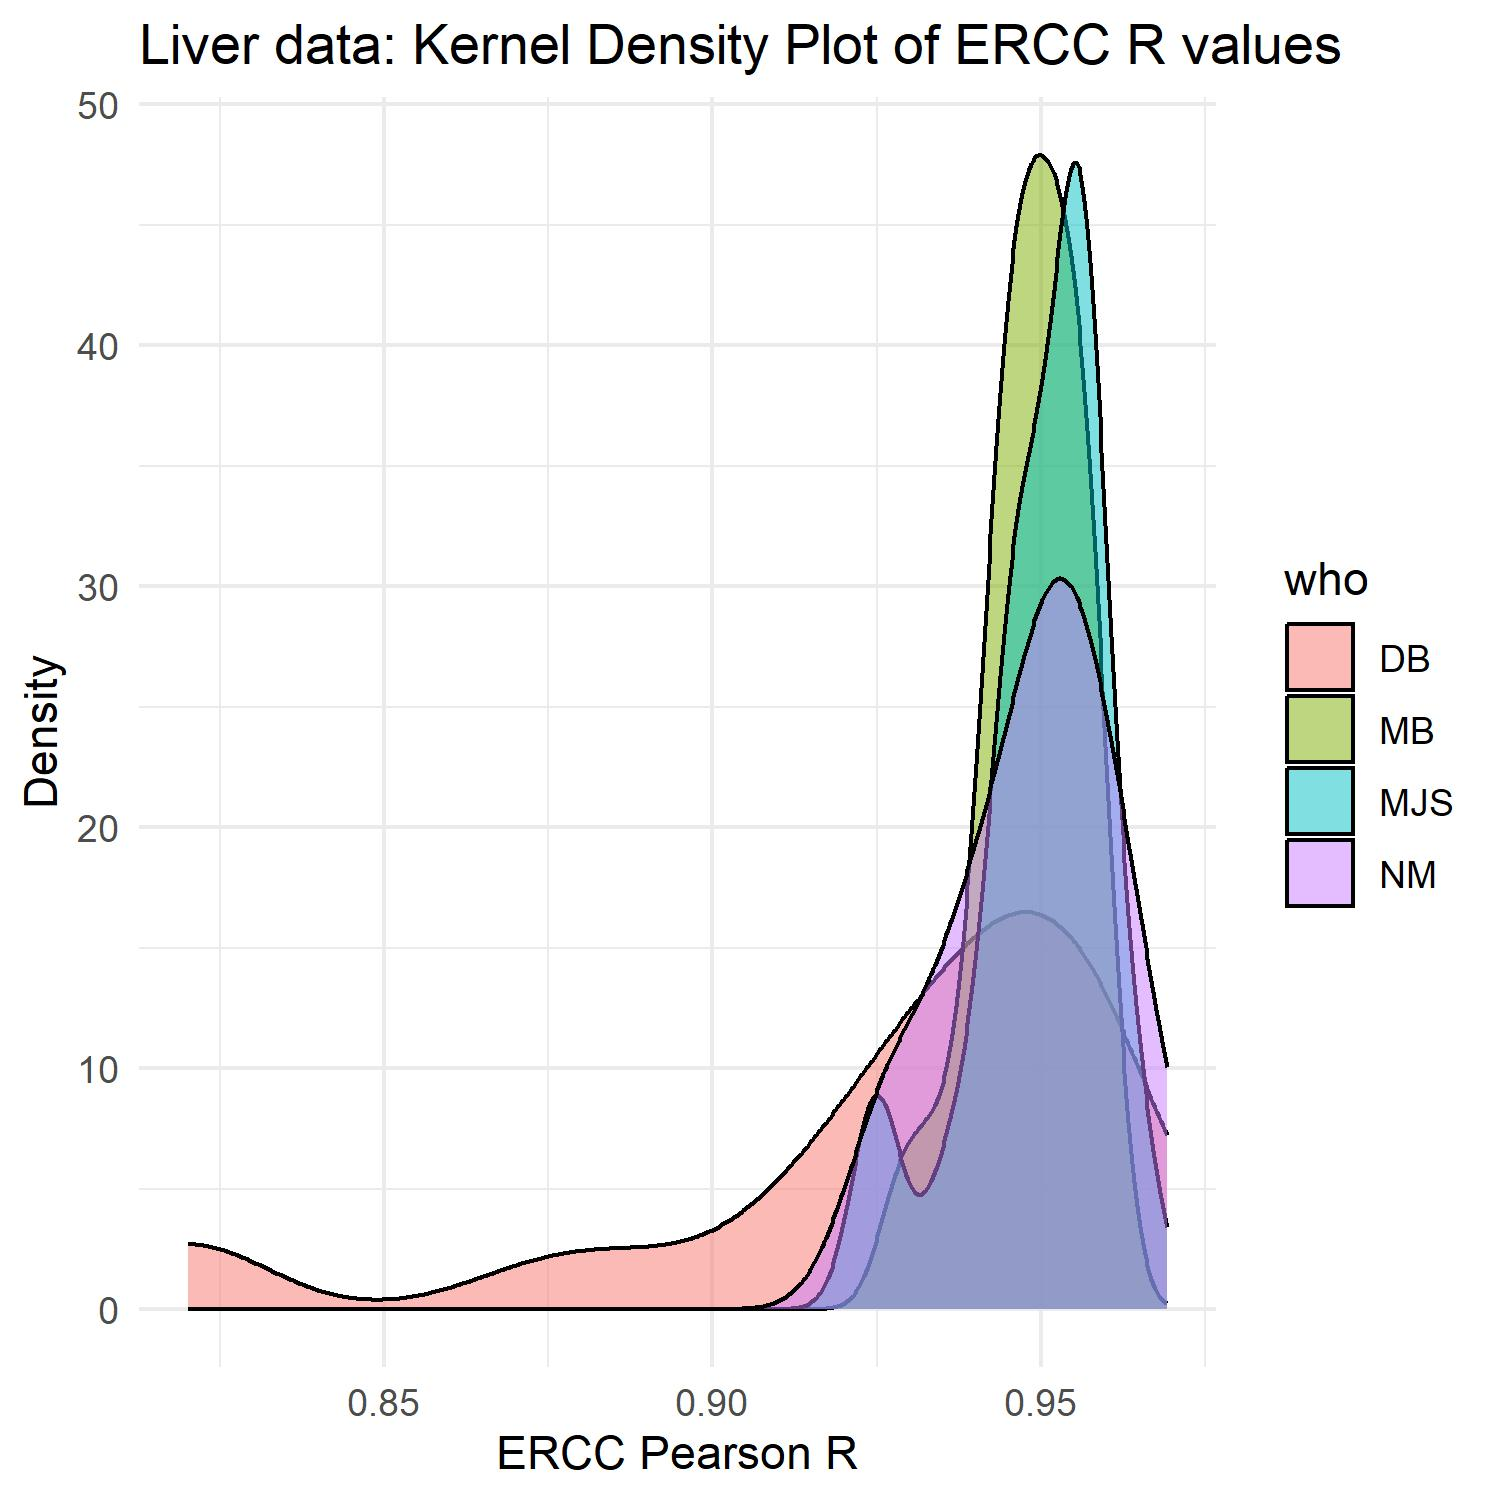 Liver data: Kernel Density Plot of ERCC R values
50
40
30
20
10
0
Density
0.85 0.90 0.95
ERCC Pearson R
who
DB
MB
MJS
NM